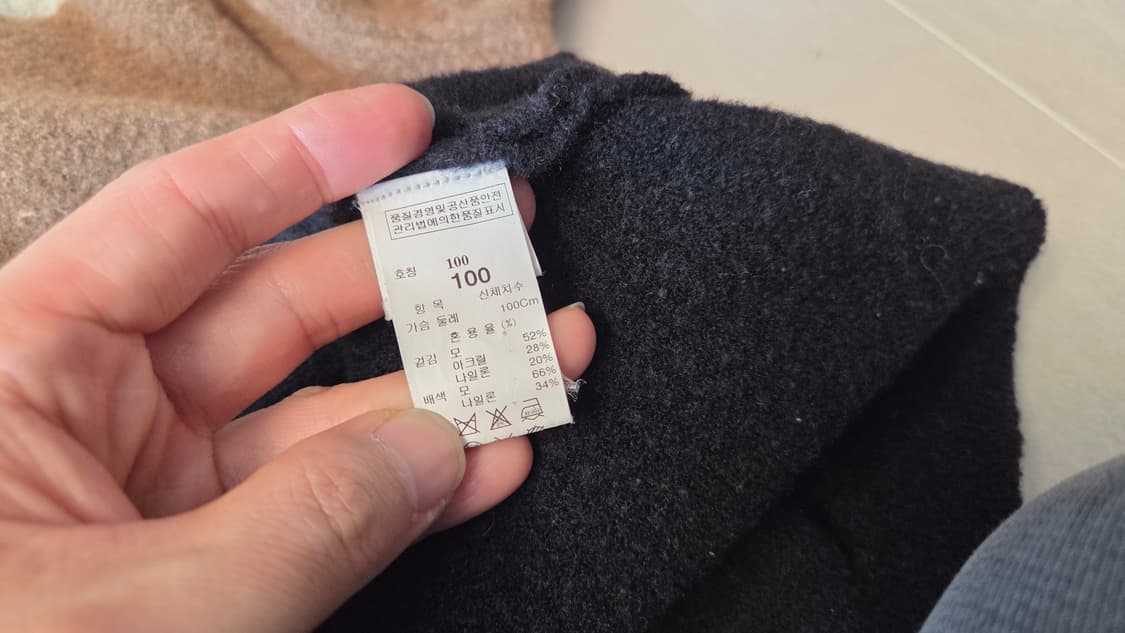 품질경영및공산품안전
관리법에의한품질표시
호칭 100
100
항 목 신체치수
가슴 둘레 100Cm
혼 용 율 (%)
겉감 모 52%
아크릴 28%
나일론 20%
배색 모 66%
나일론 34%